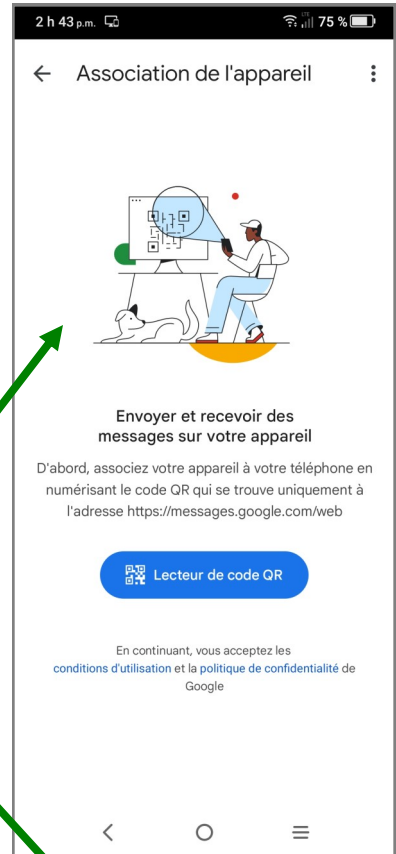 2 h 43 p.m. LTE 75 %
Association de l'appareil
Envoyer et recevoir des
messages sur votre appareil
D'abord, associez votre appareil à votre téléphone en
numérisant le code QR qui se trouve uniquement à
l'adresse https://messages.google.com/web
Lecteur de code QR
En continuant, vous acceptez les
conditions d'utilisation et la politique de confidentialité de
Google